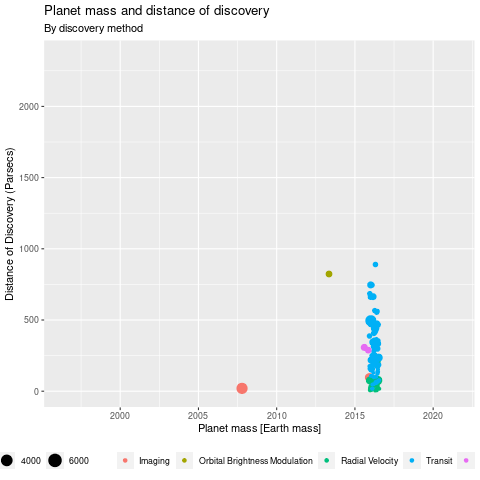 Planet mass and distance of discovery
By discovery method
Distance of Discovery (Parsecs)
2000
1500
1000
500
0
2000 2005 2010 2015 2020
Planet mass [Earth mass]
4000 6000 Imaging Orbital Brightness Modulation Radial Velocity Transit